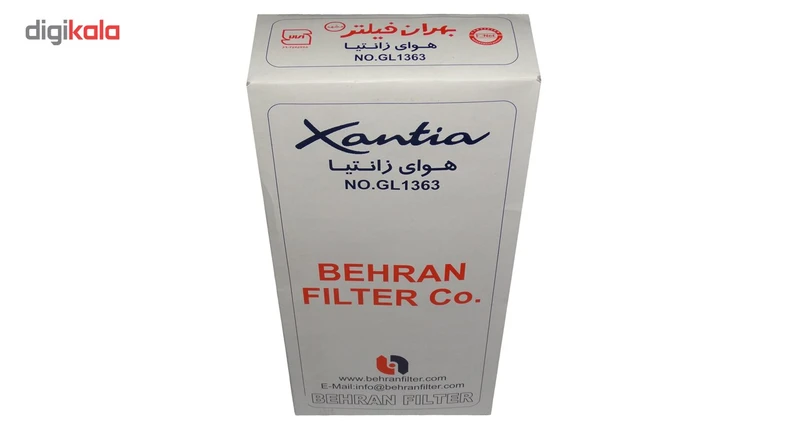 digikala
بهران فیلتر
هوای زانتیا
NO.GL1363
Xantia
هوای زانتیا
NO.GL1363
BEHRAN
FILTER Co.
www.behranfilter.com
E-Mail:info@behranfilter.com
BEHRAN FILTER